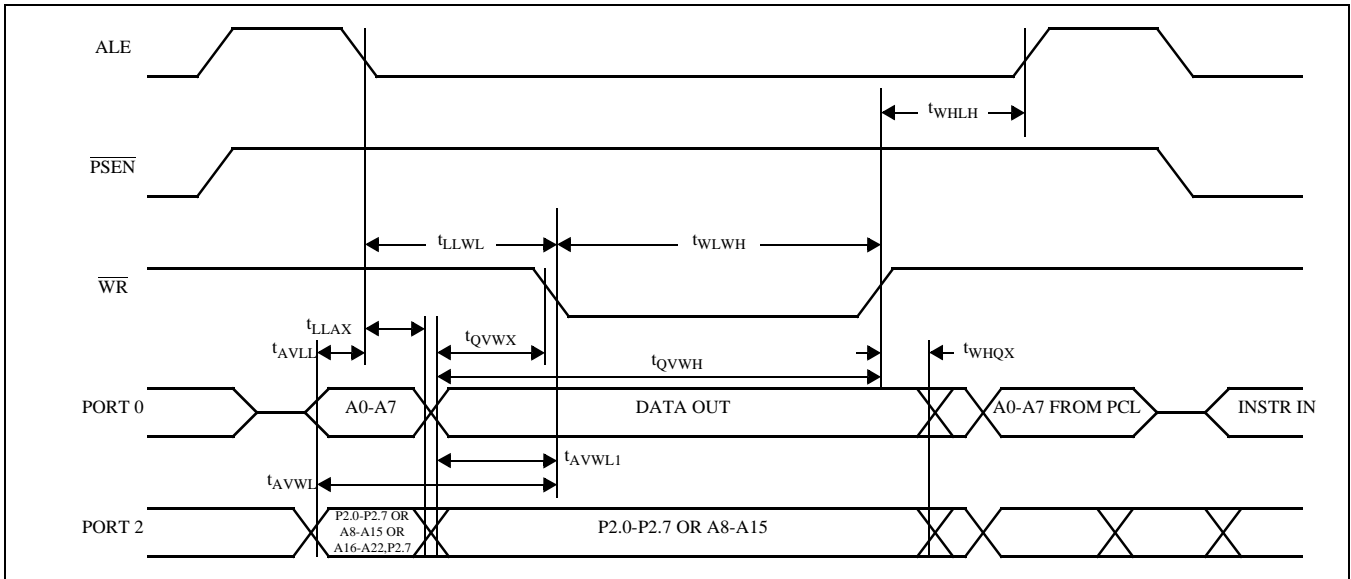 ALE
tWHLH
PSEN
tLLWL
tWLWH
WR
tLLAX
tAVLL
tQVWX
tQVWH
tWHQX
PORT 0
A0-A7
DATA OUT
A0-A7 FROM PCL
INSTR IN
tAVWL1
tAVWL
PORT 2
P2.0-P2.7 OR
A8-A15 OR
A16-A22,P2.7
P2.0-P2.7 OR A8-A15